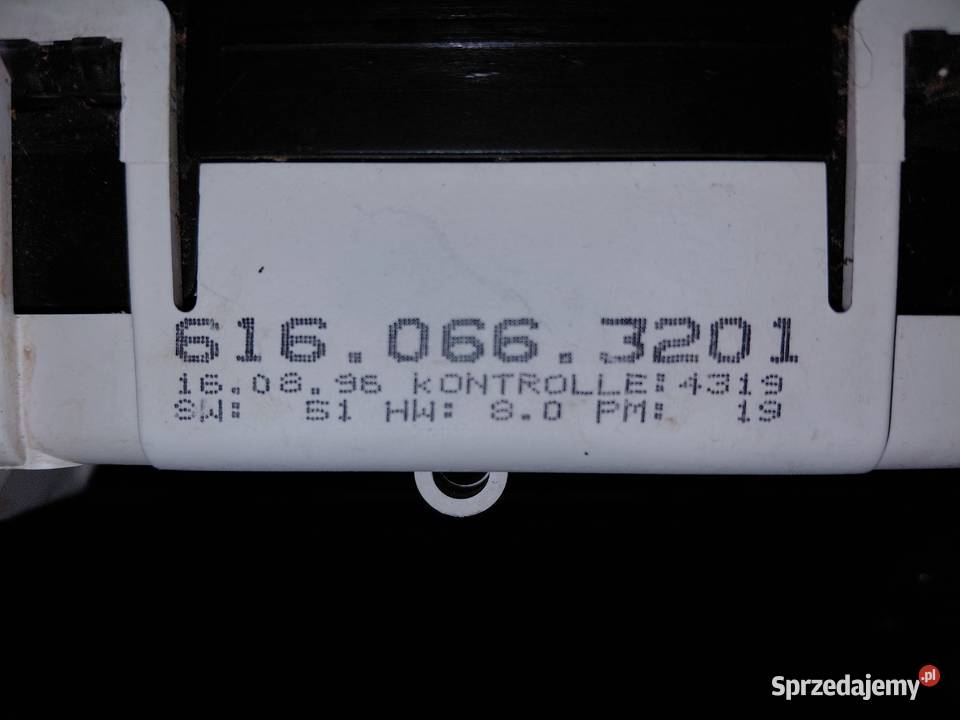 616.066.3201
16.08.96 KONTROLLE: 4319
SW: 51 HW: 8.0 PM: 19
Sprzedajemy.pl